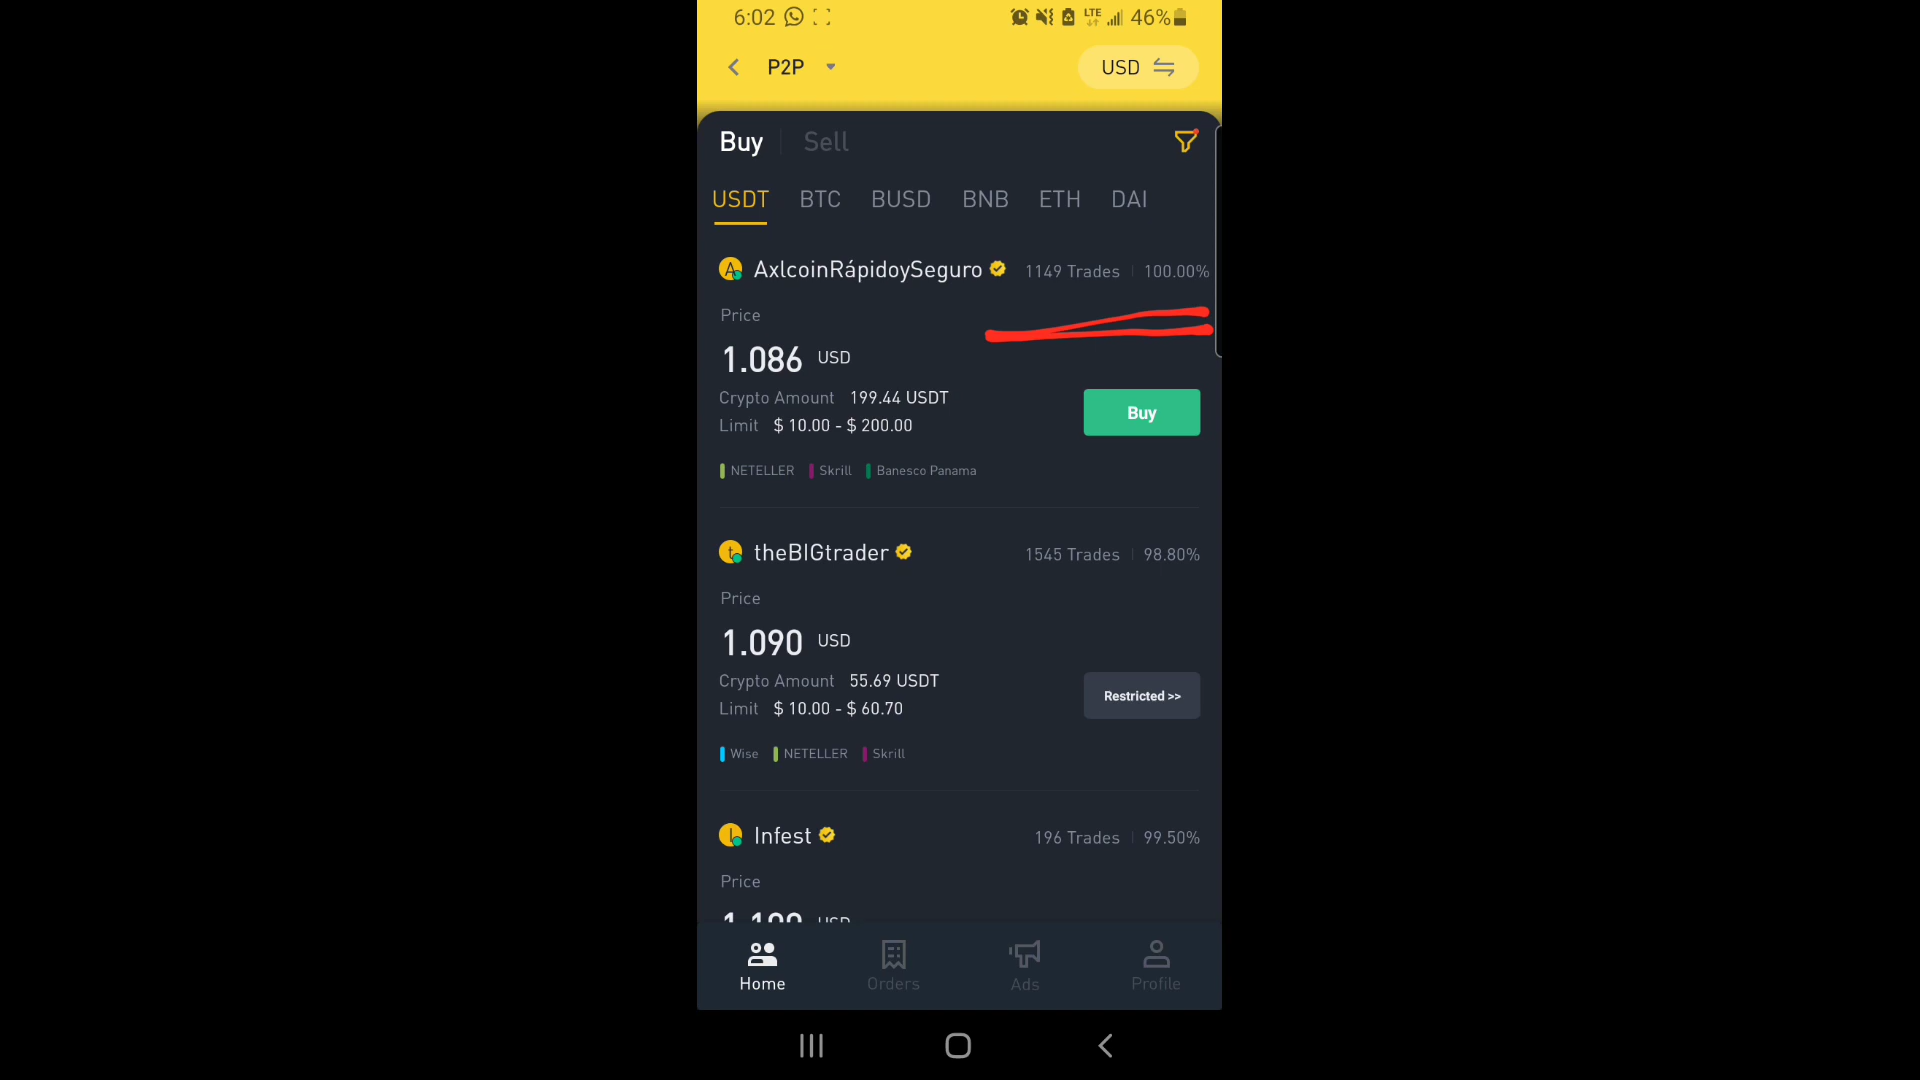 6:02 LTE 46%
P2P USD
Buy Sell
USDT BTC BUSD BNB ETH DAI
A AxlcoinRápidoySeguro 1149 Trades 100.00%
Price
1.086 USD
Crypto Amount 199.44 USDT
Buy
Limit $ 10.00 - $ 200.00
NETELLER Skrill Banesco Panama
t theBIGtrader 1545 Trades 98.80%
Price
1.090 USD
Crypto Amount 55.69 USDT
Restricted >>
Limit $ 10.00 - $ 60.70
Wise NETELLER Skrill
I Infest 196 Trades 99.50%
Price
USD
Home Orders Ads Profile